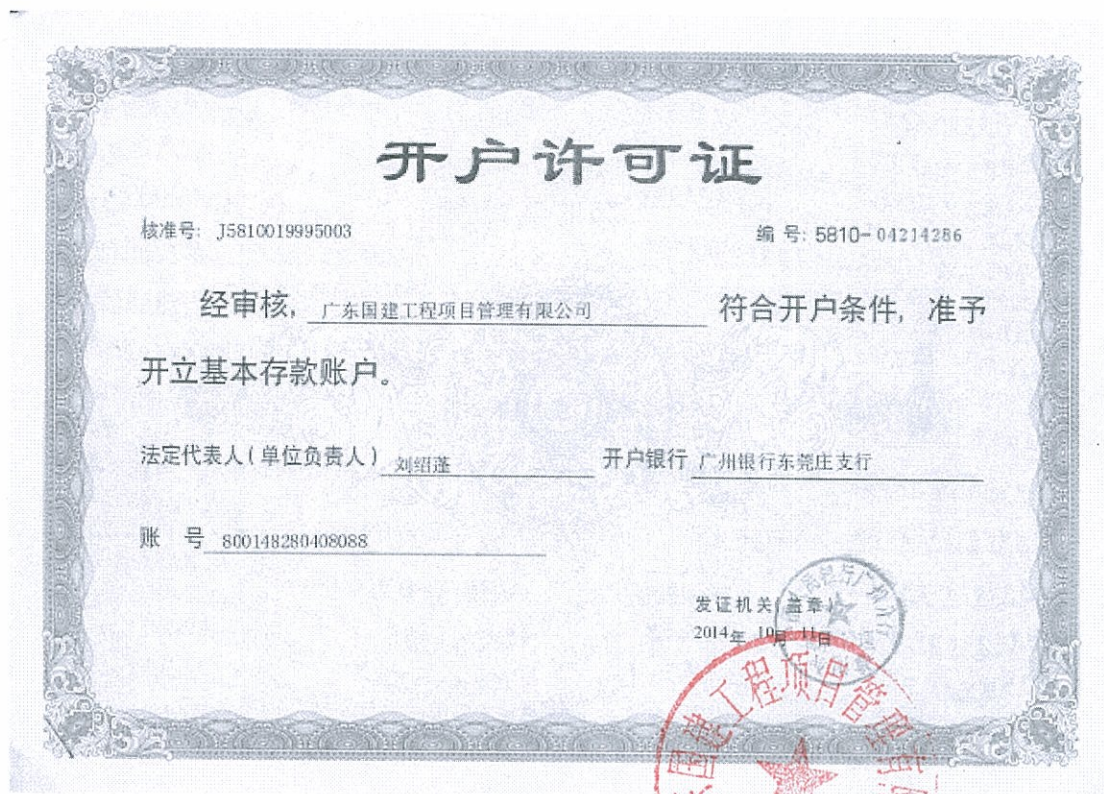 开户许可证
核准号: J5810019995003 编 号: 5810-04214286
经审核, 广东国建工程项目管理有限公司 符合开户条件, 准予
开立基本存款账户。
法定代表人(单位负责人) 刘绍蓬 开户银行 广州银行东莞庄支行
账 号 800148280408088
发证机关(盖章)
2014年 10月 11日
国建工程项目管理有